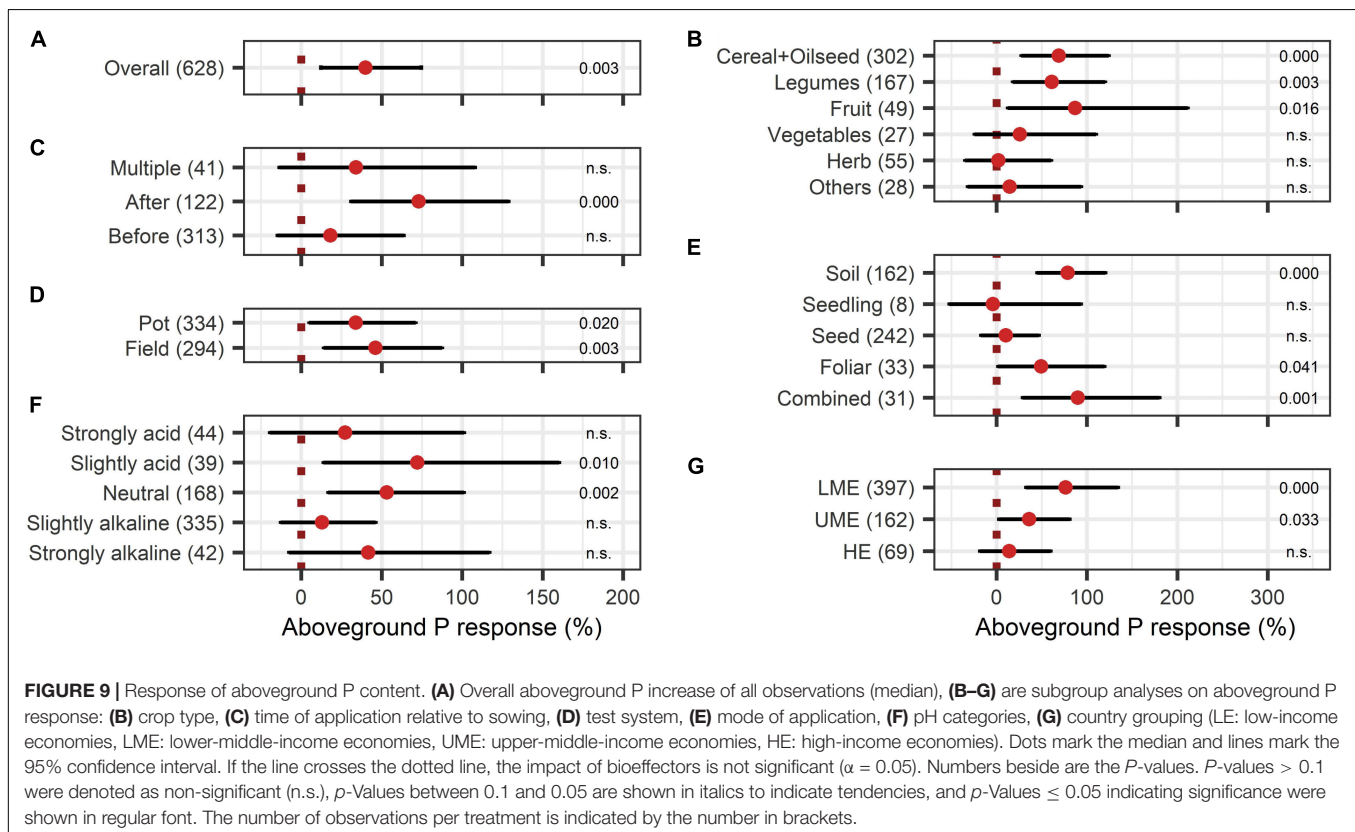 A
Overall (628)
0.003
C
Multiple (41)
n.s.
After (122)
0.000
Before (313)
n.s.
D
Pot (334)
0.020
Field (294)
0.003
F
Strongly acid (44)
n.s.
Slightly acid (39)
0.010
Neutral (168)
0.002
Slightly alkaline (335)
n.s.
Strongly alkaline (42)
n.s.
0 50 100 150 200
Aboveground P response (%)
B
Cereal+Oilseed (302)
0.000
Legumes (167)
0.003
Fruit (49)
0.016
Vegetables (27)
n.s.
Herb (55)
n.s.
Others (28)
n.s.
E
Soil (162)
0.000
Seedling (8)
n.s.
Seed (242)
n.s.
Foliar (33)
0.041
Combined (31)
0.001
G
LME (397)
0.000
UME (162)
0.033
HE (69)
n.s.
0 100 200 300
Aboveground P response (%)
FIGURE 9 | Response of aboveground P content. (A) Overall aboveground P increase of all observations (median), (B–G) are subgroup analyses on aboveground P
response: (B) crop type, (C) time of application relative to sowing, (D) test system, (E) mode of application, (F) pH categories, (G) country grouping (LE: low-income
economies, LME: lower-middle-income economies, UME: upper-middle-income economies, HE: high-income economies). Dots mark the median and lines mark the
95% confidence interval. If the line crosses the dotted line, the impact of bioeffectors is not significant (α = 0.05). Numbers beside are the P-values. P-values > 0.1
were denoted as non-significant (n.s.), p-Values between 0.1 and 0.05 are shown in italics to indicate tendencies, and p-Values ≤ 0.05 indicating significance were
shown in regular font. The number of observations per treatment is indicated by the number in brackets.